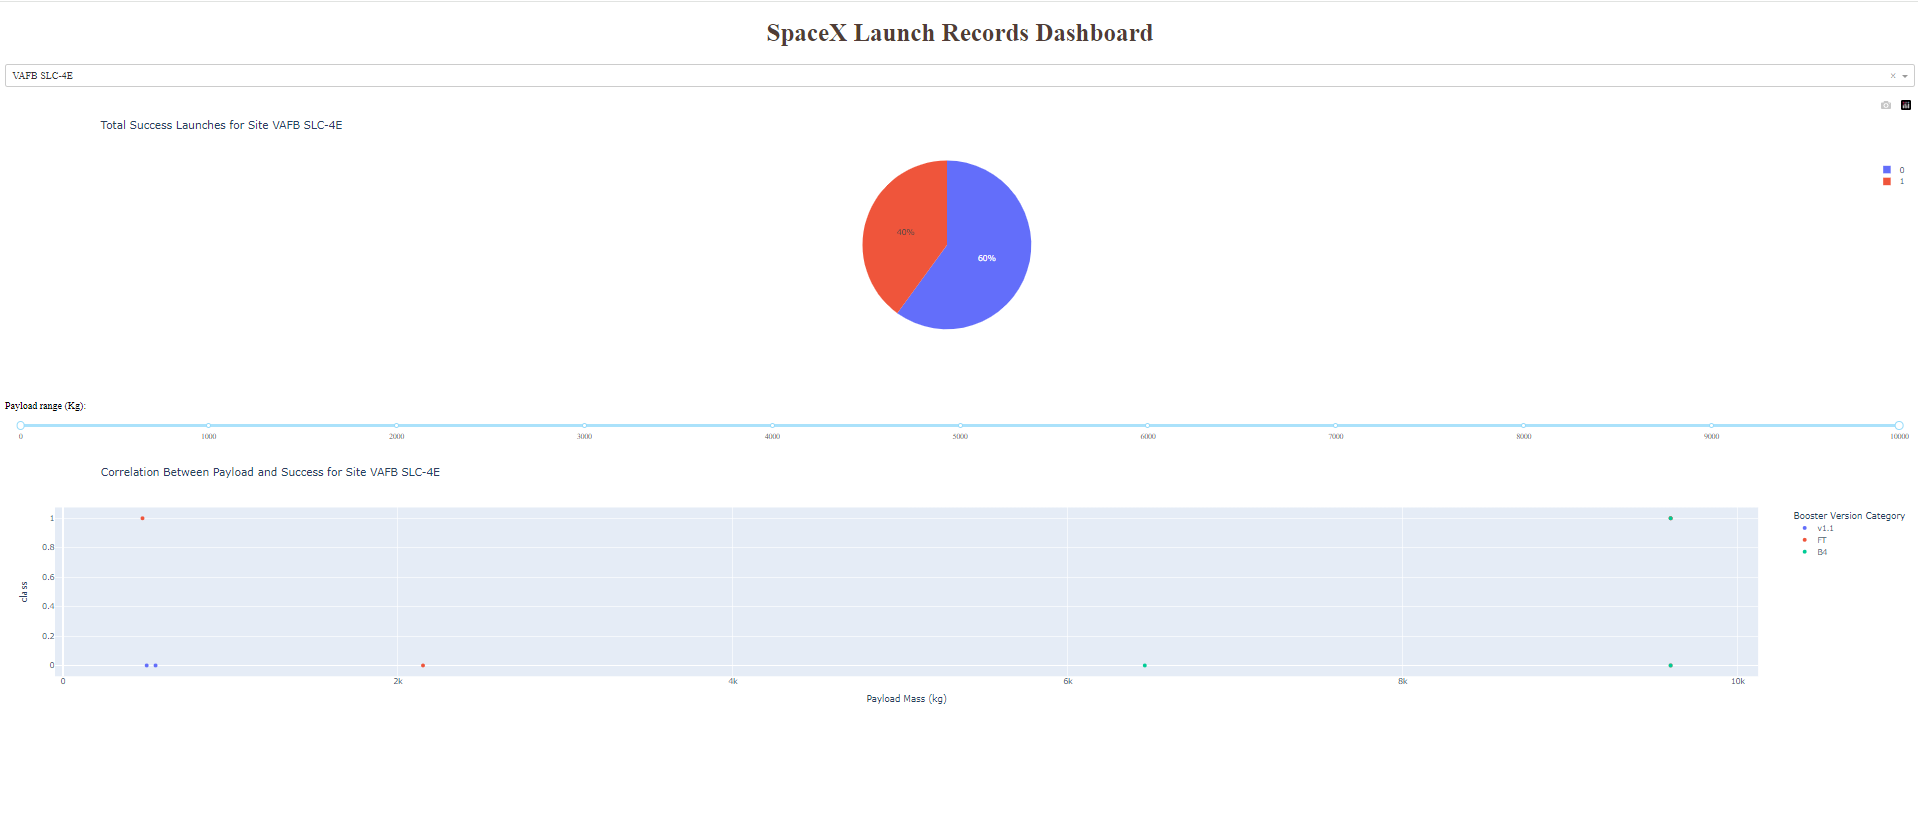 SpaceX Launch Records Dashboard
VAFB SLC-4E
Total Success Launches for Site VAFB SLC-4E
0
1
40%
60%
Payload range (Kg):
0 1000 2000 3000 4000 5000 6000 7000 8000 9000 10000
Correlation Between Payload and Success for Site VAFB SLC-4E
Booster Version Category
v1.1
FT
B4
1
0.8
0.6
0.4
0.2
0
class
0 2k 4k 6k 8k 10k
Payload Mass (kg)